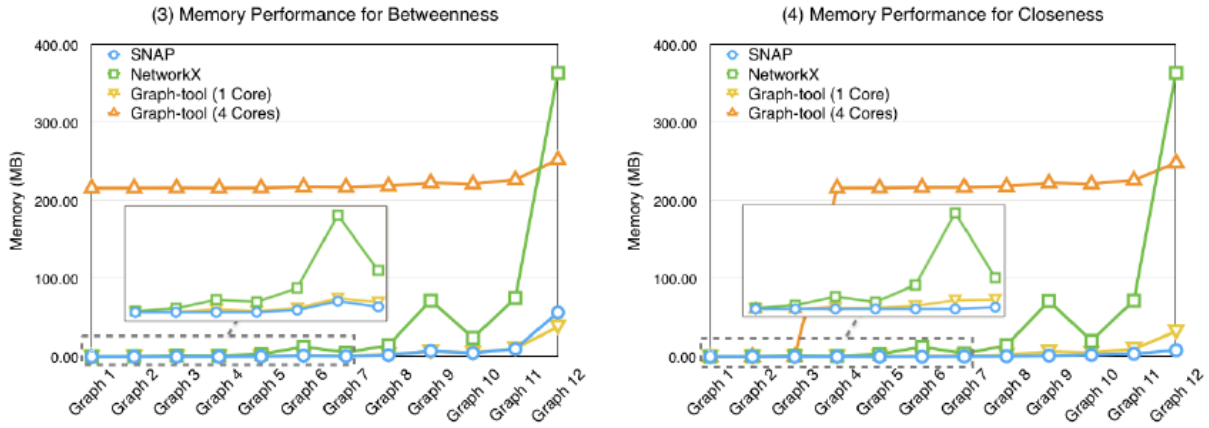 (3) Memory Performance for Betweenness
400.00
300.00
200.00
100.00
0.00
Memory (MB)
SNAP
NetworkX
Graph-tool (1 Core)
Graph-tool (4 Cores)
Graph 1
Graph 2
Graph 3
Graph 4
Graph 5
Graph 6
Graph 7
Graph 8
Graph 9
Graph 10
Graph 11
Graph 12
(4) Memory Performance for Closeness
400.00
300.00
200.00
100.00
0.00
Memory (MB)
SNAP
NetworkX
Graph-tool (1 Core)
Graph-tool (4 Cores)
Graph 1
Graph 2
Graph 3
Graph 4
Graph 5
Graph 6
Graph 7
Graph 8
Graph 9
Graph 10
Graph 11
Graph 12